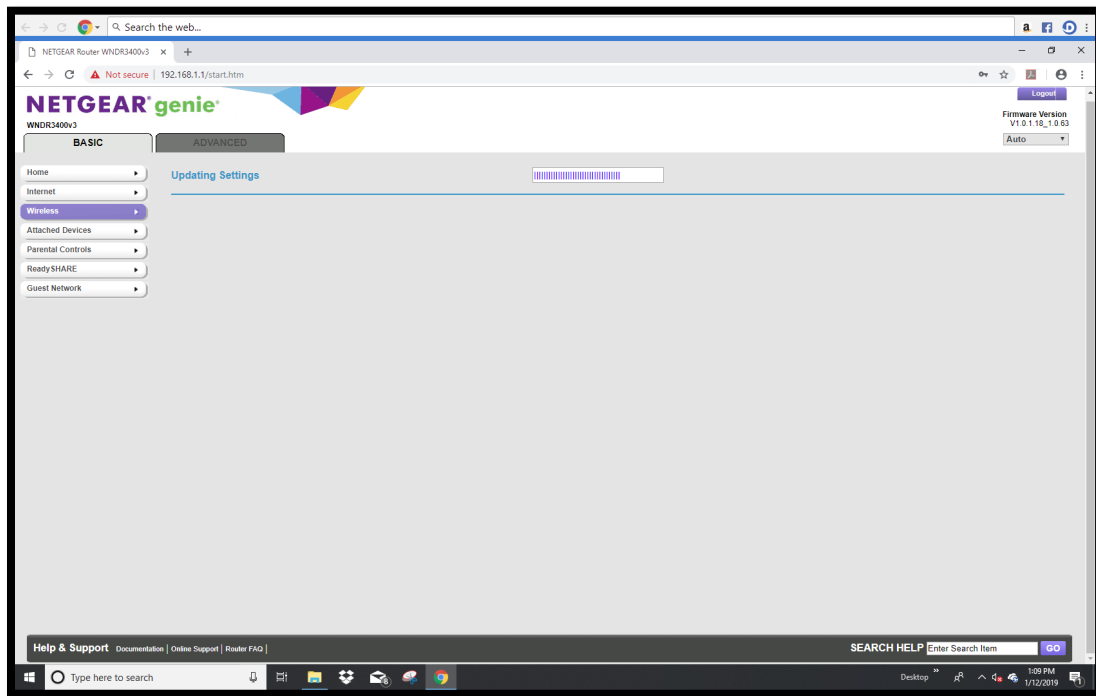 Search the web...
NETGEAR Router WNDR3400v3
Not secure | 192.168.1.1/start.htm
NETGEAR® genie®
WNDR3400v3
Logout
Firmware Version
V1.0.1.18_1.0.63
Auto
BASIC
ADVANCED
Home
Internet
Wireless
Attached Devices
Parental Controls
ReadySHARE
Guest Network
Updating Settings
Help & Support Documentation | Online Support | Router FAQ |
SEARCH HELP Enter Search Item GO
Type here to search
8
Desktop
1:09 PM
1/12/2019
1